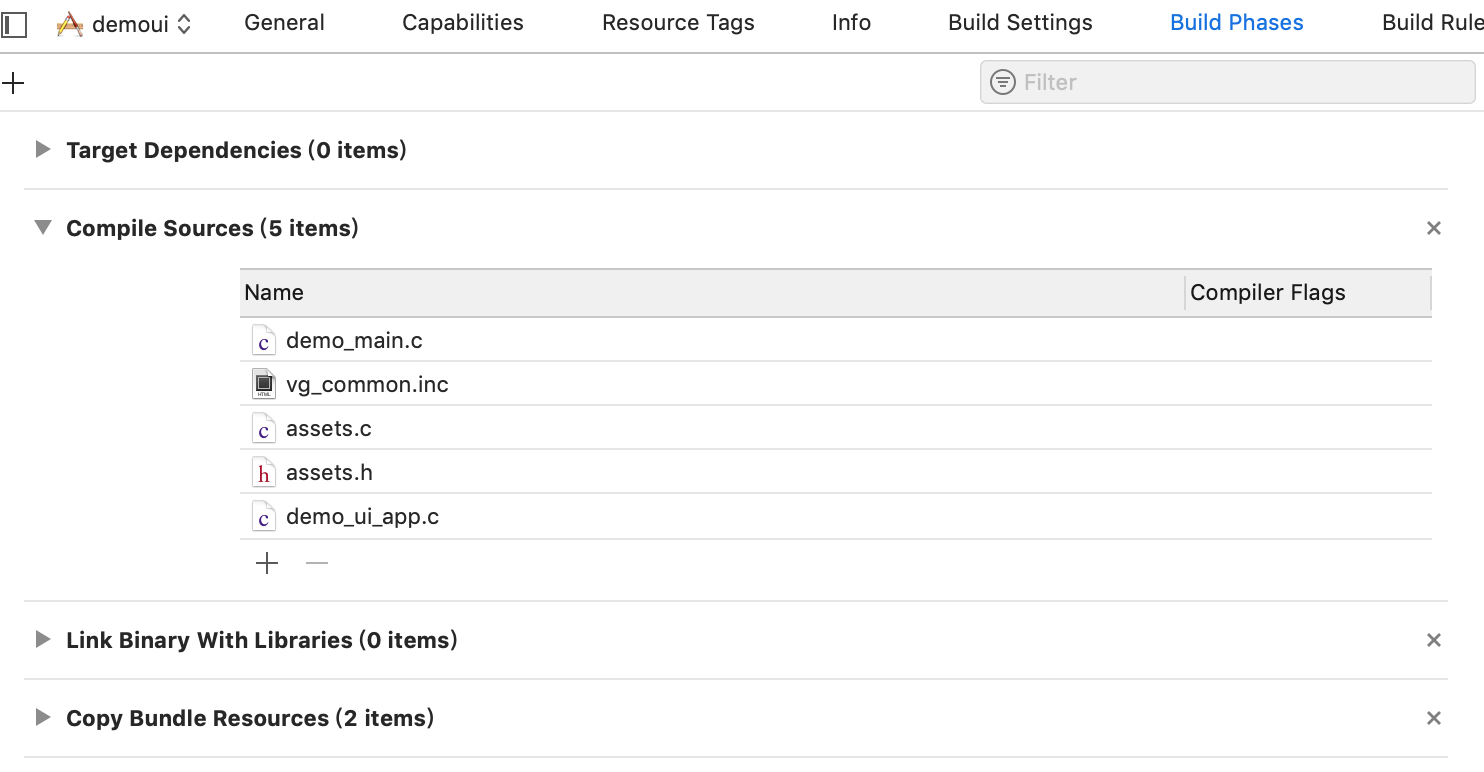 demoui General Capabilities Resource Tags Info Build Settings Build Phases Build Rule
Filter
Target Dependencies (0 items)
Compile Sources (5 items)
Name Compiler Flags
demo_main.c
vg_common.inc
assets.c
assets.h
demo_ui_app.c
Link Binary With Libraries (0 items)
Copy Bundle Resources (2 items)